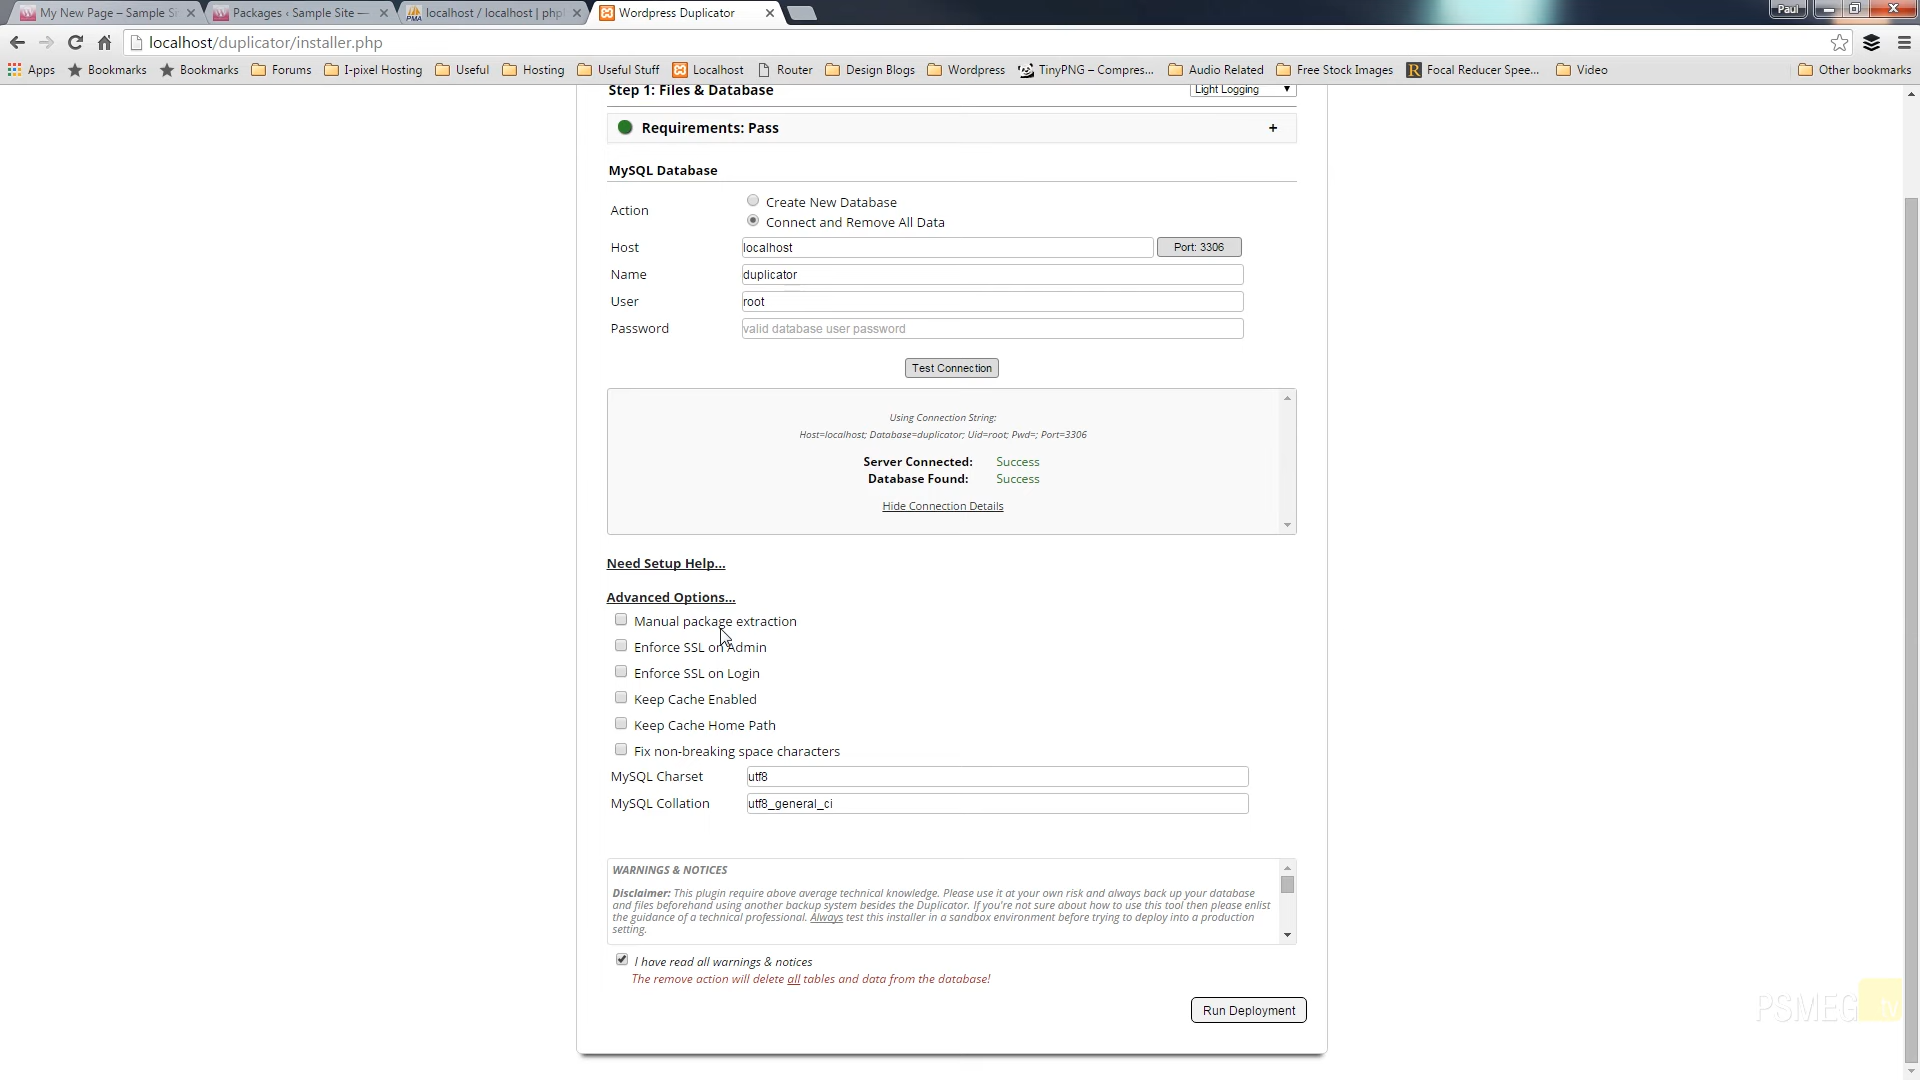 My New Page – Sample Si
Packages ‹ Sample Site —
localhost / localhost | php
Wordpress Duplicator
Paul
localhost/duplicator/installer.php
Apps
Bookmarks
Bookmarks
Forums
I-pixel Hosting
Useful
Hosting
Useful Stuff
Localhost
Router
Design Blogs
Wordpress
TinyPNG – Compres...
Audio Related
Free Stock Images
Focal Reducer Spee...
Video
Other bookmarks
Step 1: Files & Database
Light Logging
Requirements: Pass
+
MySQL Database
Action
Create New Database
Connect and Remove All Data
Host
localhost
Port: 3306
Name
duplicator
User
root
Password
valid database user password
Test Connection
Using Connection String:
Host=localhost; Database=duplicator; Uid=root; Pwd=; Port=3306
Server Connected: Success
Database Found: Success
Hide Connection Details
Need Setup Help...
Advanced Options...
Manual package extraction
Enforce SSL on Admin
Enforce SSL on Login
Keep Cache Enabled
Keep Cache Home Path
Fix non-breaking space characters
MySQL Charset
utf8
MySQL Collation
utf8_general_ci
WARNINGS & NOTICES
Disclaimer: This plugin require above average technical knowledge. Please use it at your own risk and always back up your database
and files beforehand using another backup system besides the Duplicator. If you're not sure about how to use this tool then please enlist
the guidance of a technical professional. Always test this installer in a sandbox environment before trying to deploy into a production
setting.
I have read all warnings & notices
The remove action will delete all tables and data from the database!
Run Deployment
PSMEG tv